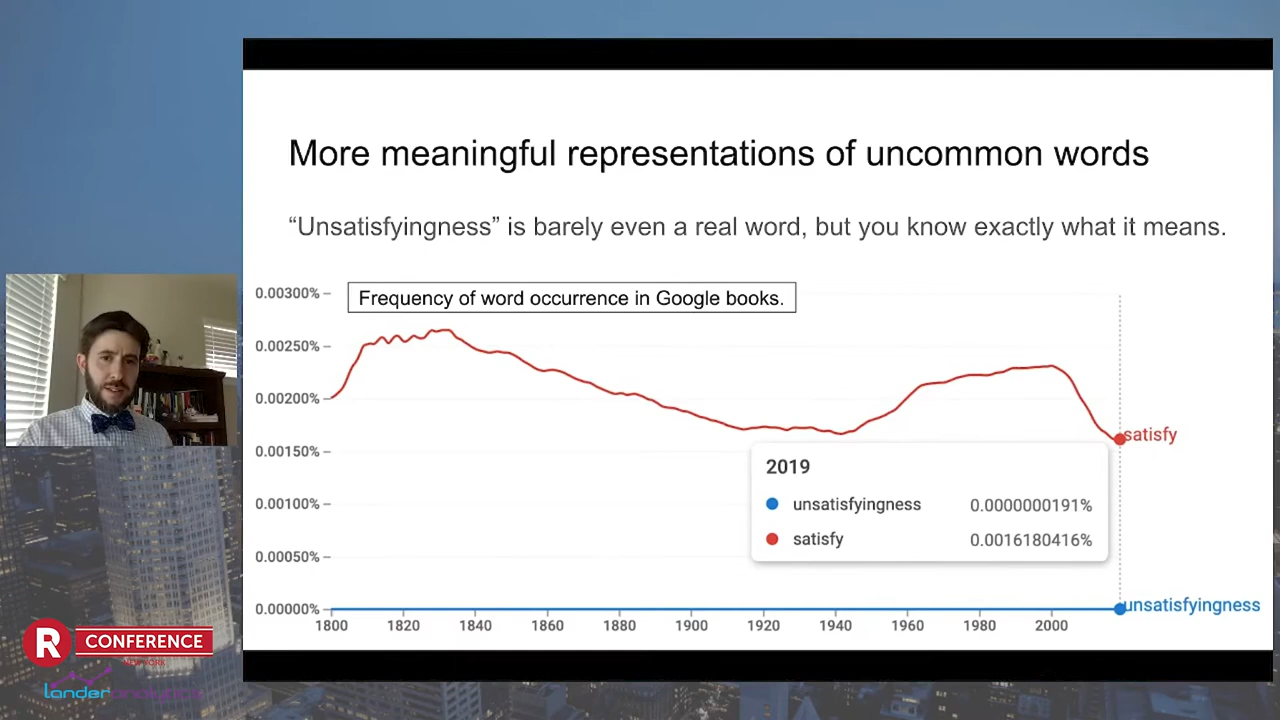 More meaningful representations of uncommon words
“Unsatisfyingness” is barely even a real word, but you know exactly what it means.
0.00300%
Frequency of word occurrence in Google books.
0.00250%
0.00200%
0.00150%
satisfy
2019
0.00100%
unsatisfyingness 0.0000000191%
satisfy 0.0016180416%
0.00050%
0.00000%
unsatisfyingness
1800 1820 1840 1860 1880 1900 1920 1940 1960 1980 2000
R CONFERENCE
NEW YORK
lander analytics